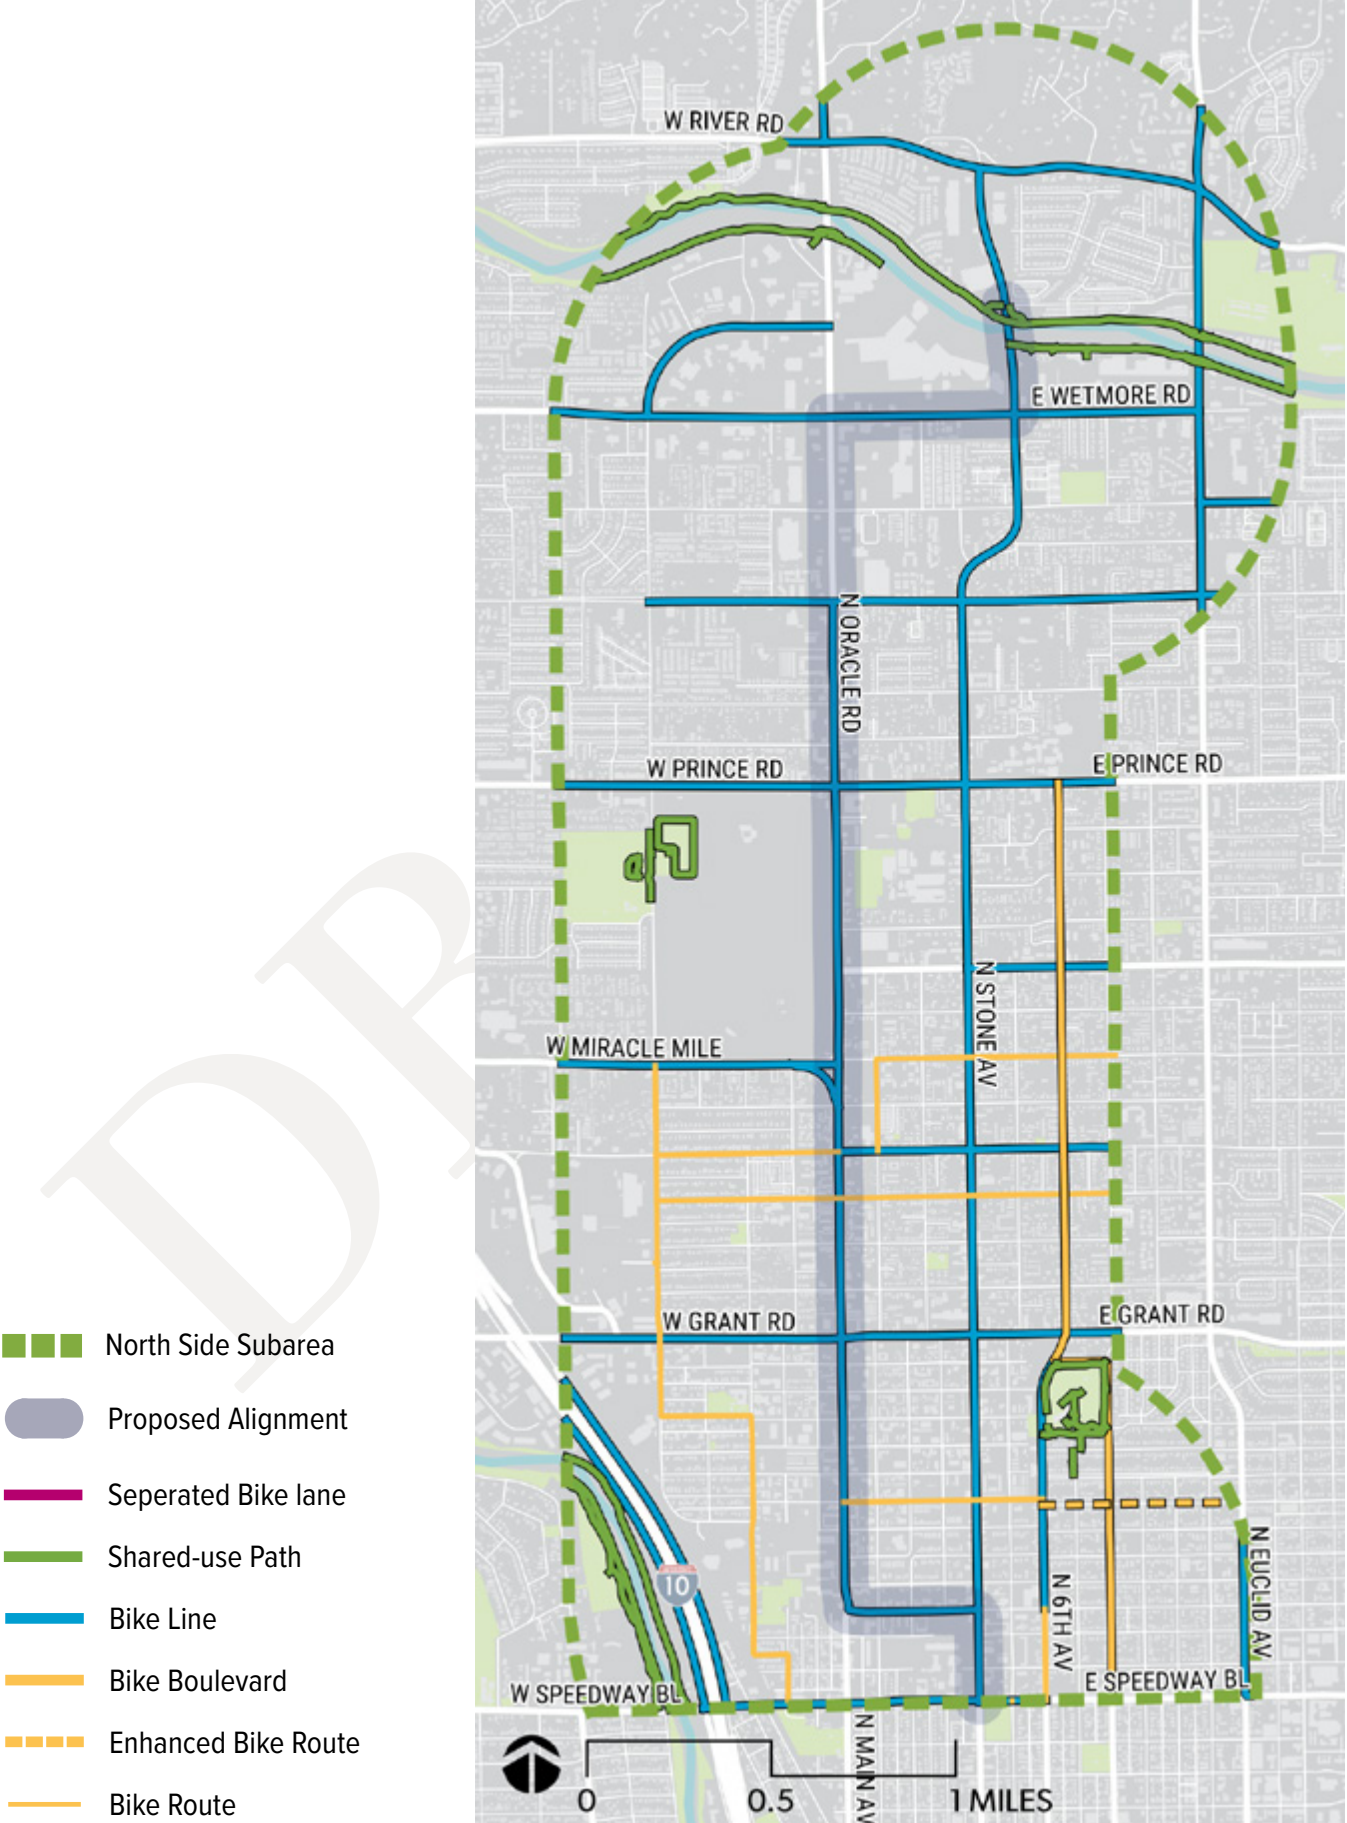 W RIVER RD
E WETMORE RD
N ORACLE RD
W PRINCE RD
E PRINCE RD
N STONE AV
W MIRACLE MILE
W GRANT RD
E GRANT RD
10
N 6TH AV
N EUCLID AV
W SPEEDWAY BL
E SPEEDWAY BL
N MAIN AV
0 0.5 1 MILES
North Side Subarea
Proposed Alignment
Seperated Bike lane
Shared-use Path
Bike Line
Bike Boulevard
Enhanced Bike Route
Bike Route